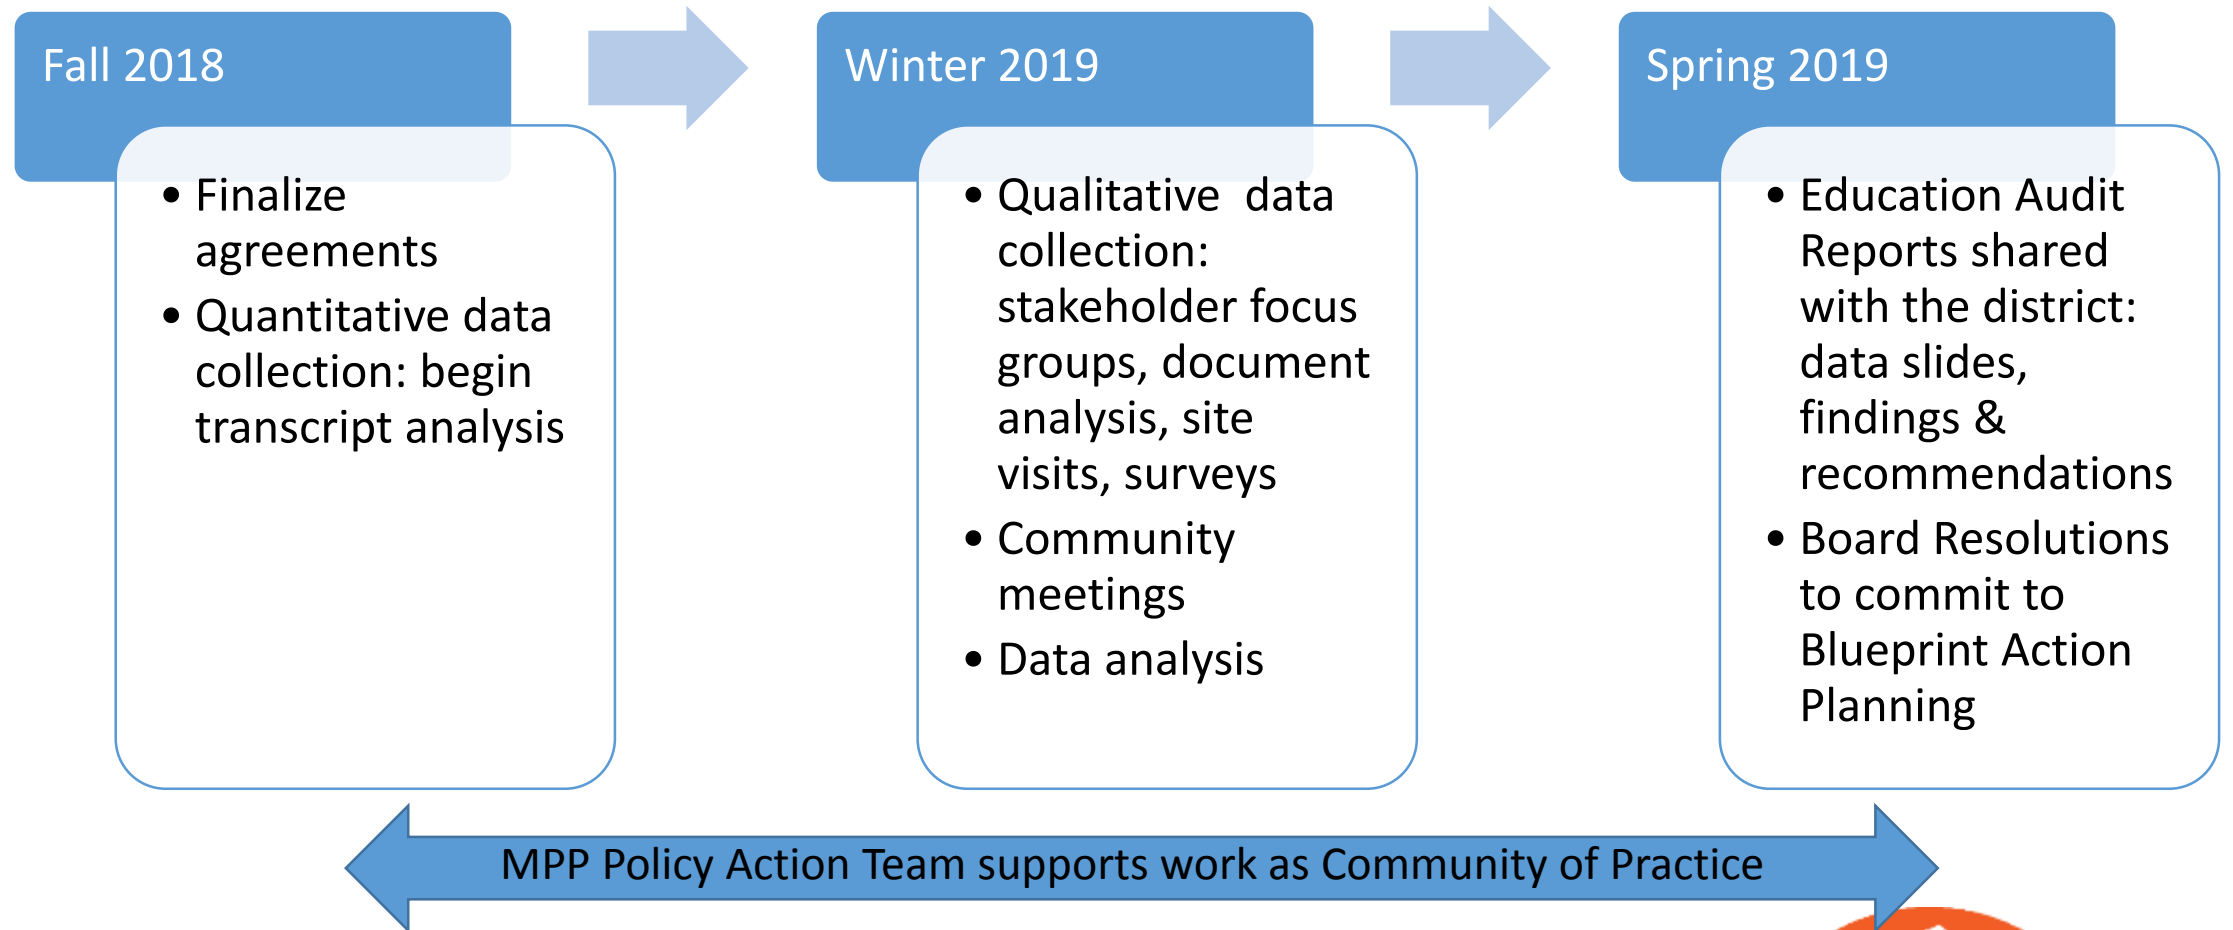 Fall 2018
• Finalize
agreements
• Quantitative data
collection: begin
transcript analysis
Winter 2019
• Qualitative  data
collection:
stakeholder focus
groups, document
analysis, site
visits, surveys
• Community
meetings
• Data analysis
Spring 2019
• Education Audit
Reports shared
with the district:
data slides,
findings &
recommendations
• Board Resolutions
to commit to
Blueprint Action
Planning
MPP Policy Action Team supports work as Community of Practice